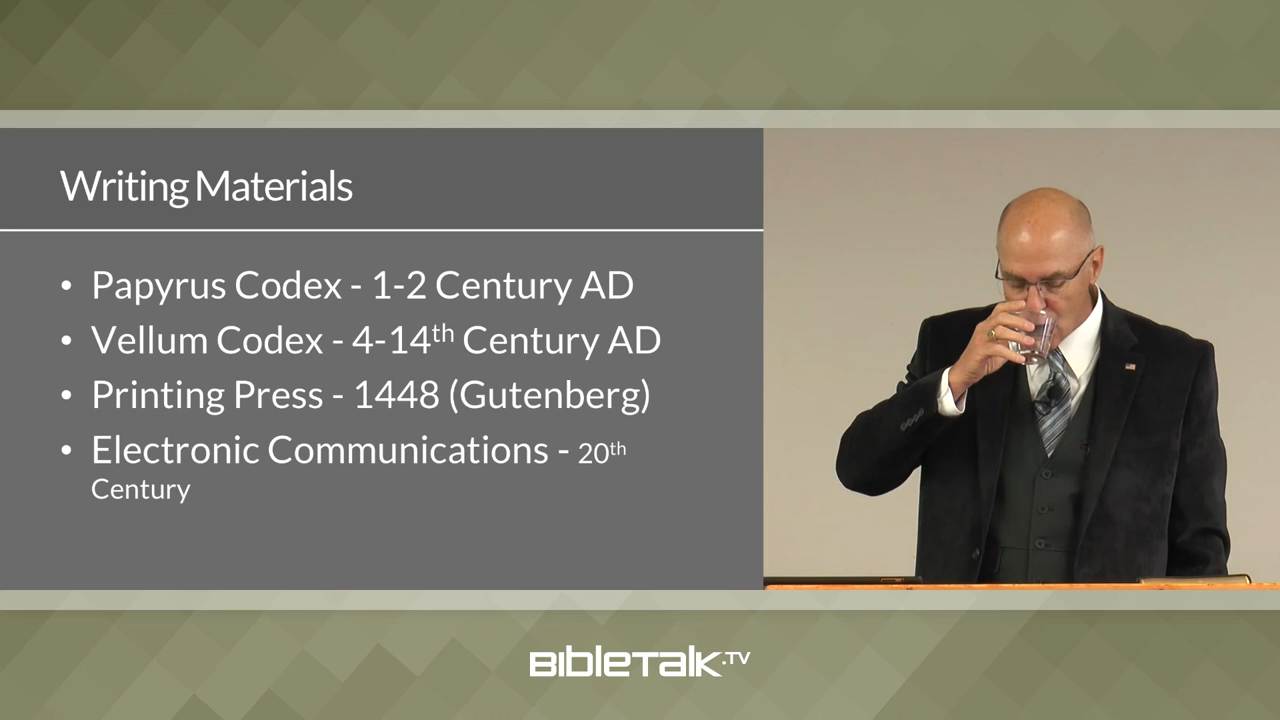 Writing Materials
• Papyrus Codex - 1-2 Century AD
• Vellum Codex - 4-14th Century AD
• Printing Press - 1448 (Gutenberg)
• Electronic Communications - 20th
Century
BibleTalk.TV